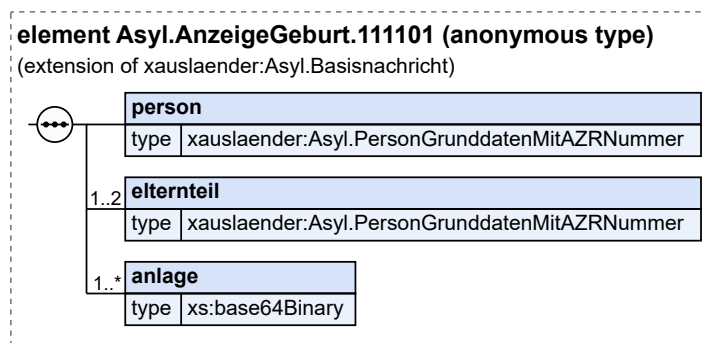 element Asyl.AnzeigeGeburt.111101 (anonymous type)
(extension of xauslaender:Asyl.Basisnachricht)
person
type xauslaender:Asyl.PersonGrunddatenMitAZRNummer
1..2 elternteil
type xauslaender:Asyl.PersonGrunddatenMitAZRNummer
1..* anlage
type xs:base64Binary